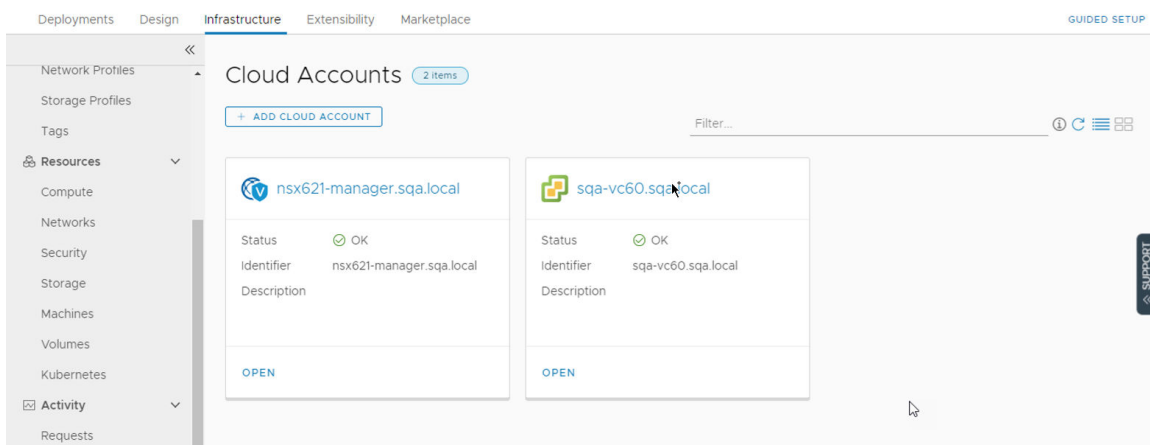 Deployments Design Infrastructure Extensibility Marketplace GUIDED SETUP
Network Profiles
Storage Profiles
Tags
Resources
Compute
Networks
Security
Storage
Machines
Volumes
Kubernetes
Activity
Requests
Cloud Accounts 2 items
+ ADD CLOUD ACCOUNT
Filter...
nsx621-manager.sqa.local
Status OK
Identifier nsx621-manager.sqa.local
Description
OPEN
sqa-vc60.sqa.local
Status OK
Identifier sqa-vc60.sqa.local
Description
OPEN
SUPPORT